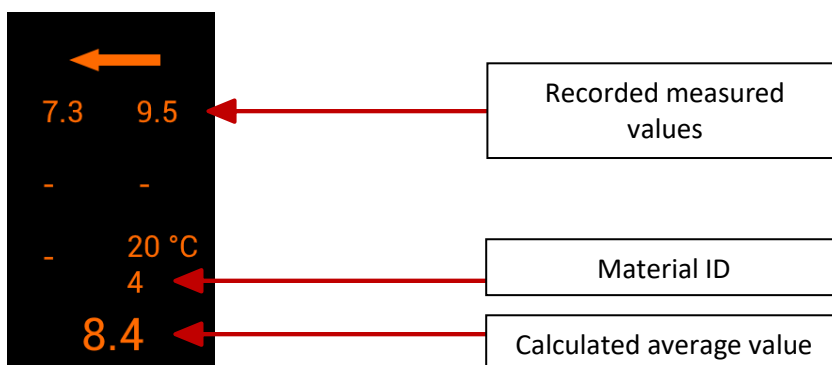 7.3 9.5
Recorded measured
values
- -
- 20 °C
4
Material ID
8.4
Calculated average value